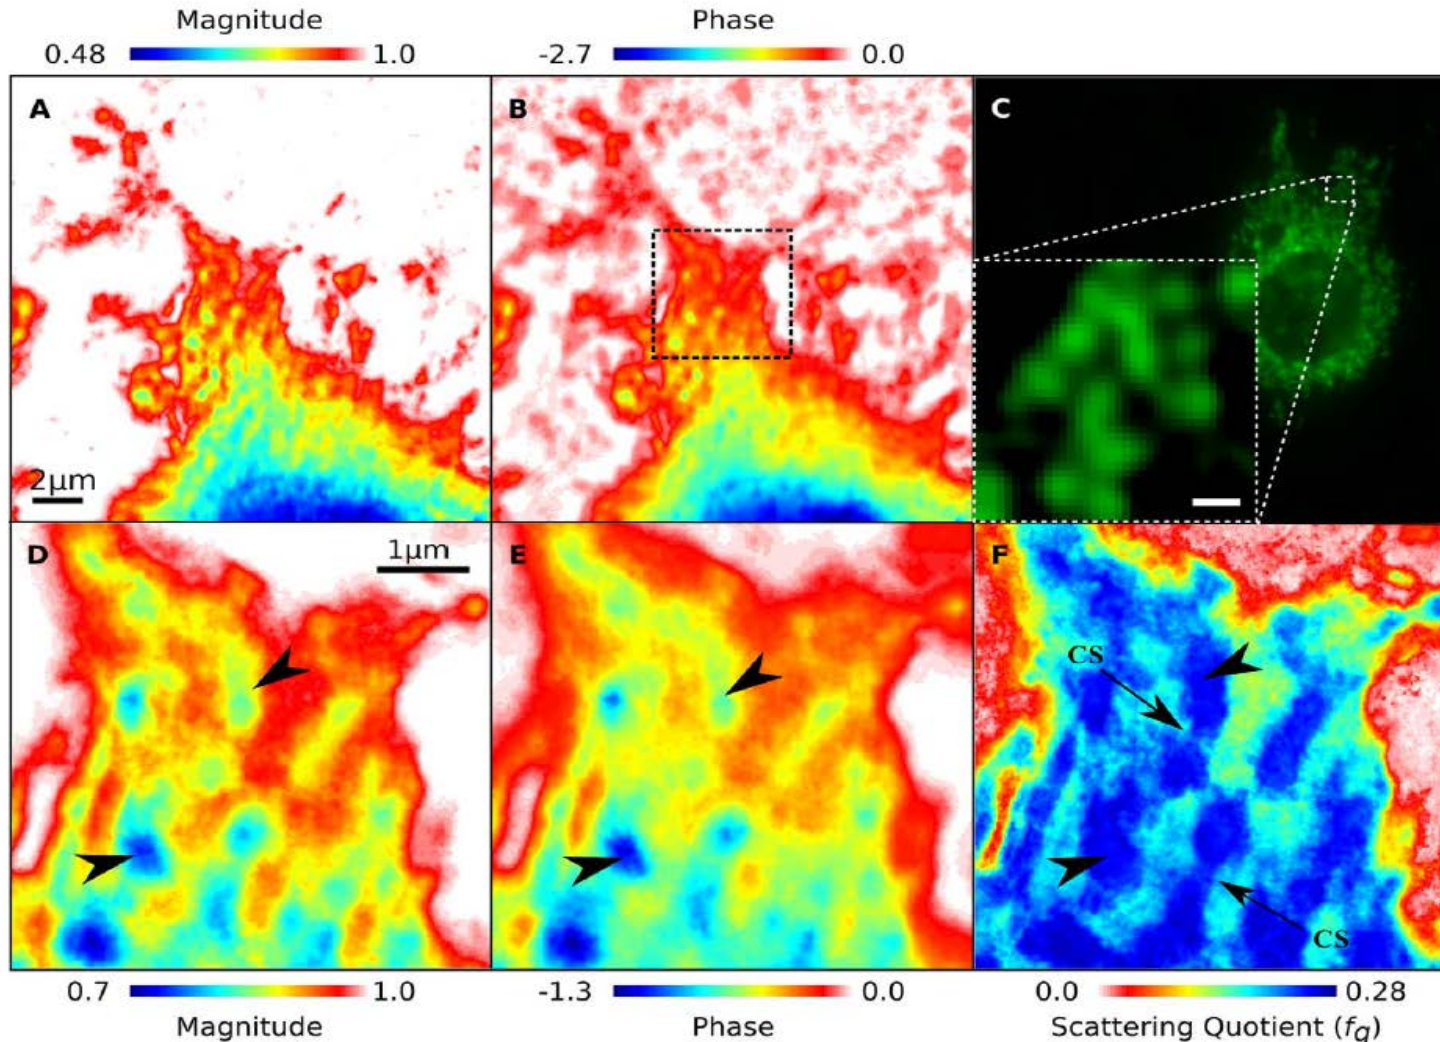 Magnitude
0.48 1.0
Phase
-2.7 0.0
A
B
C
2μm
D
1μm
E
F
CS
CS
0.7 1.0
Magnitude
-1.3 0.0
Phase
0.0 0.28
Scattering Quotient (fq)